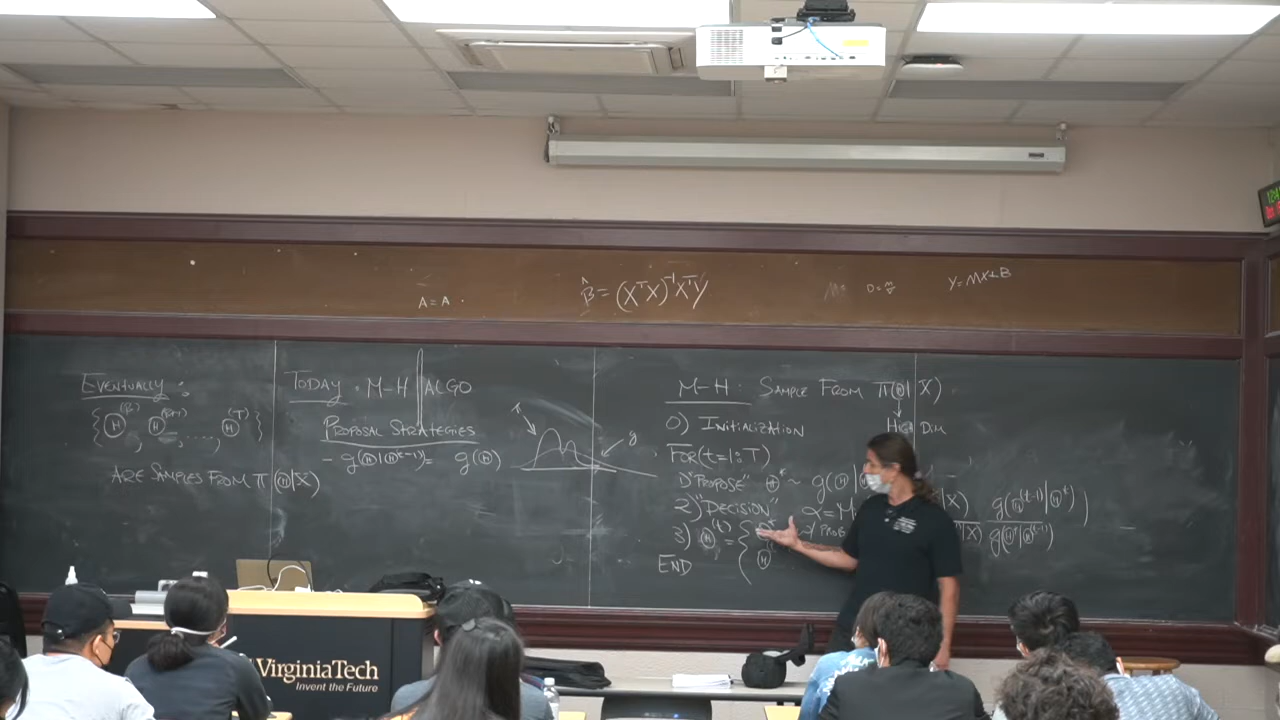 A = A
β̂ = (XᵀX)⁻¹XᵀY
Y = MX + B
EVENTUALLY :
{Ⓗ⁽ᴮ⁾, Ⓗ⁽ᴮ⁺¹⁾, ..., Ⓗ⁽ᵀ⁾}
ARE SAMPLES FROM π(Ⓗ|X)
TODAY : M-H ALGO
PROPOSAL STRATEGIES
- g(Ⓗ|Ⓗ⁽ᵗ⁻¹⁾) = g(Ⓗ)
π
g
M-H : SAMPLE FROM π(Ⓗ|X)
HIGH DIM
0) INITIALIZATION
FOR(t=1:T)
1) "PROPOSE" Ⓗ* ~ g(Ⓗ|
2) "DECISION" α = M
|X) g(Ⓗ⁽ᵗ⁻¹⁾|Ⓗ*)
|X) g(Ⓗ*|Ⓗ⁽ᵗ⁻¹⁾)
3) Ⓗ⁽ᵗ⁾ = {
PROB
Ⓗ
END
VirginiaTech
Invent the Future